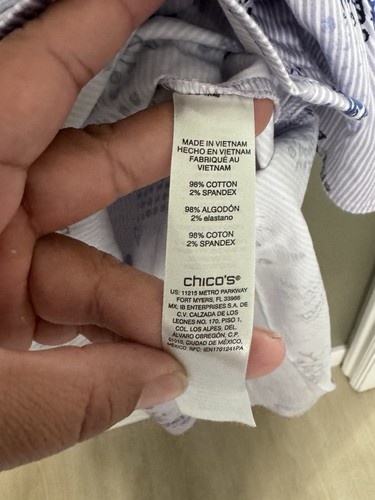 MADE IN VIETNAM
HECHO EN VIETNAM
FABRIQUÉ AU
VIETNAM
98% COTTON
2% SPANDEX
98% ALGODÓN
2% elastano
98% COTON
2% SPANDEX
chico's®
US: 11215 METRO PARKWAY
FORT MYERS, FL 33966
MX: IB ENTERPRISES S.A. DE
C.V. CALZADA DE LOS
LEONES NO. 170, PISO 1,
COL. LOS ALPES, DEL.
ALVARO OBREGÓN, C.P.
01010, CIUDAD DE MÉXICO,
MÉXICO, RFC: IEN1701241PA